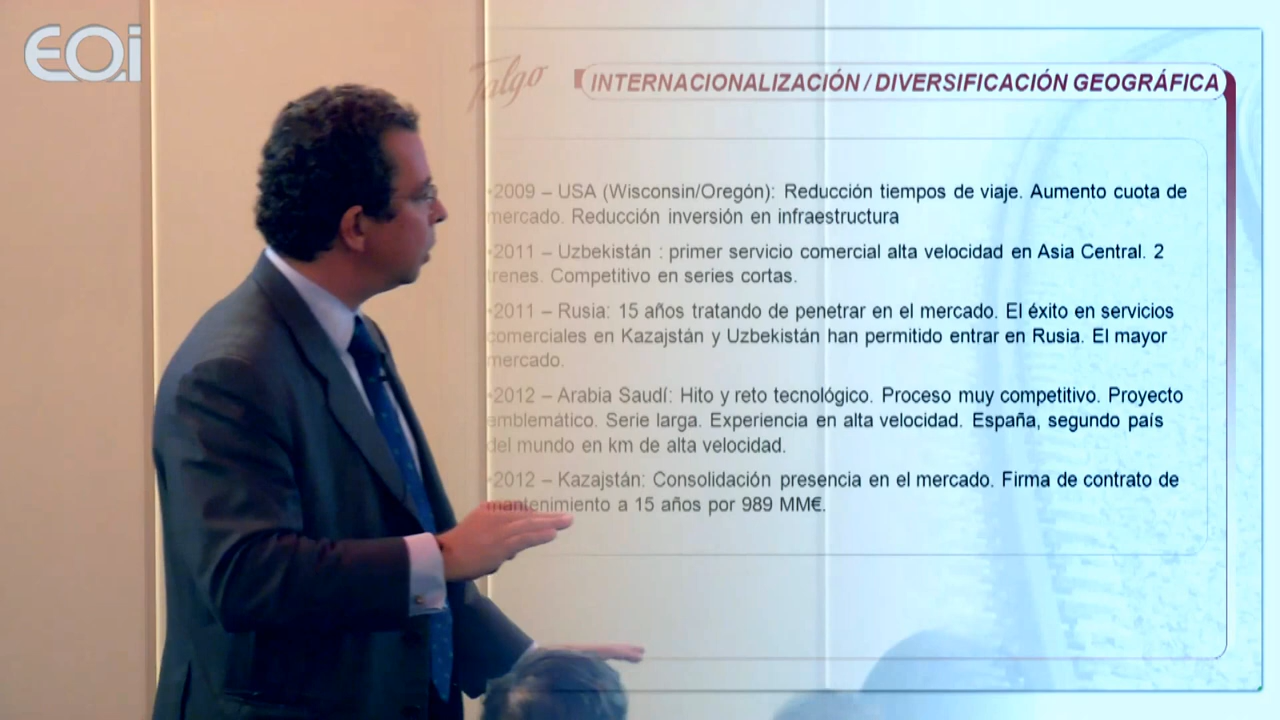 EOi
Talgo
INTERNACIONALIZACIÓN / DIVERSIFICACIÓN GEOGRÁFICA
•2009 – USA (Wisconsin/Oregón): Reducción tiempos de viaje. Aumento cuota de
mercado. Reducción inversión en infraestructura
•2011 – Uzbekistán : primer servicio comercial alta velocidad en Asia Central. 2
trenes. Competitivo en series cortas.
•2011 – Rusia: 15 años tratando de penetrar en el mercado. El éxito en servicios
comerciales en Kazajstán y Uzbekistán han permitido entrar en Rusia. El mayor
mercado.
•2012 – Arabia Saudí: Hito y reto tecnológico. Proceso muy competitivo. Proyecto
emblemático. Serie larga. Experiencia en alta velocidad. España, segundo país
del mundo en km de alta velocidad.
•2012 – Kazajstán: Consolidación presencia en el mercado. Firma de contrato de
mantenimiento a 15 años por 989 MM€.